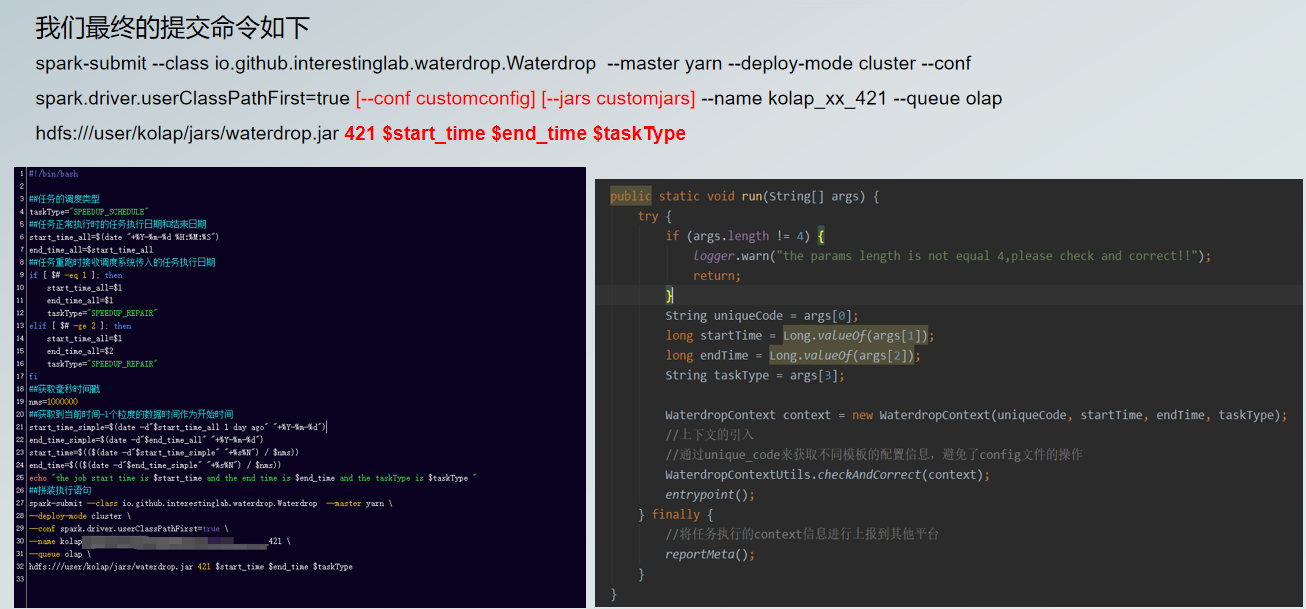 我们最终的提交命令如下
spark-submit --class io.github.interestinglab.waterdrop.Waterdrop --master yarn --deploy-mode cluster --conf
spark.driver.userClassPathFirst=true [--conf customconfig] [--jars customjars] --name kolap_xx_421 --queue olap
hdfs:///user/kolap/jars/waterdrop.jar 421 $start_time $end_time $taskType
1 #!/bin/bash
2
3 ##任务的调度类型
4 taskType="SPEEDUP_SCHEDULE"
5 ##任务正常执行时的任务执行日期和结束日期
6 start_time_all=$(date "+%Y-%m-%d %H:%M:%S")
7 end_time_all=$start_time_all
8 ##任务重跑时接收调度系统传入的任务执行日期
9 if [ $# -eq 1 ]; then
10 start_time_all=$1
11 end_time_all=$1
12 taskType="SPEEDUP_REPAIR"
13 elif [ $# -ge 2 ]; then
14 start_time_all=$1
15 end_time_all=$2
16 taskType="SPEEDUP_REPAIR"
17 fi
18 ##获取毫秒时间戳
19 nms=1000000
20 ##获取到当前时间-1个粒度的数据时间作为开始时间
21 start_time_simple=$(date -d"$start_time_all 1 day ago" "+%Y-%m-%d")
22 end_time_simple=$(date -d"$end_time_all" "+%Y-%m-%d")
23 start_time=$(($(date -d"$start_time_simple" "+%s%N") / $nms))
24 end_time=$(($(date -d"$end_time_simple" "+%s%N") / $nms))
25 echo "the job start time is $start_time and the end time is $end_time and the taskType is $taskType "
26 ##拼装执行语句
27 spark-submit --class io.github.interestinglab.waterdrop.Waterdrop --master yarn \
28 --deploy-mode cluster \
29 --conf spark.driver.userClassPathFirst=true \
30 --name kolap 421 \
31 --queue olap \
32 hdfs:///user/kolap/jars/waterdrop.jar 421 $start_time $end_time $taskType
33
public static void run(String[] args) {
try {
if (args.length != 4) {
logger.warn("the params length is not equal 4,please check and correct!!");
return;
}
String uniqueCode = args[0];
long startTime = Long.valueOf(args[1]);
long endTime = Long.valueOf(args[2]);
String taskType = args[3];
WaterdropContext context = new WaterdropContext(uniqueCode, startTime, endTime, taskType);
//上下文的引入
//通过unique_code来获取不同模板的配置信息，避免了config文件的操作
WaterdropContextUtils.checkAndCorrect(context);
entrypoint();
} finally {
//将任务执行的context信息进行上报到其他平台
reportMeta();
}
}